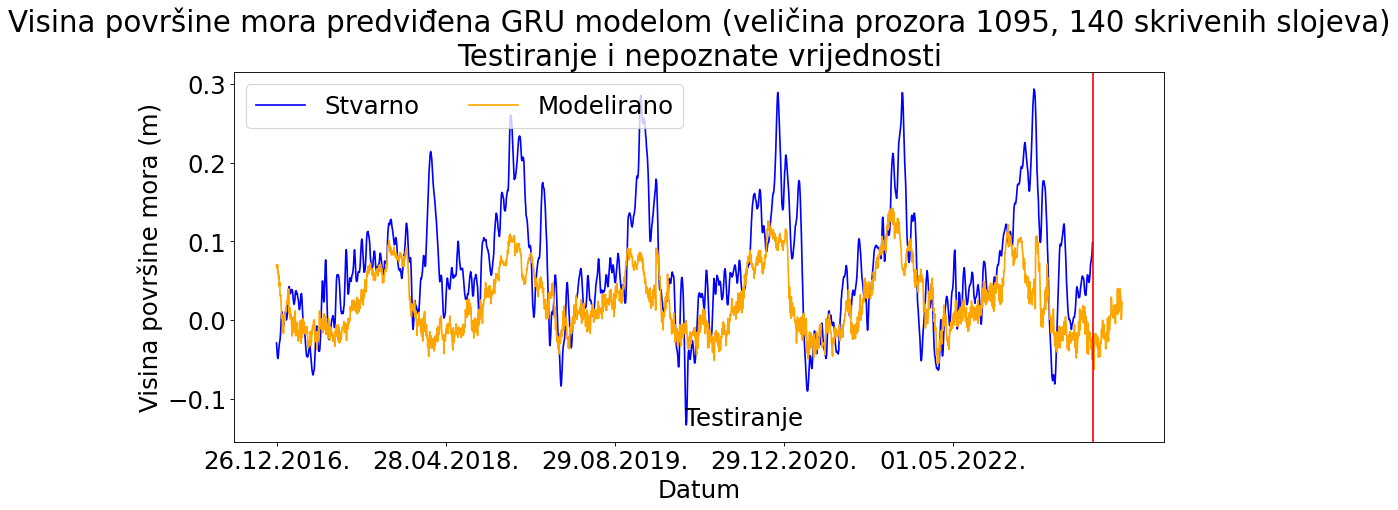 Visina površine mora predviđena GRU modelom (veličina prozora 1095, 140 skrivenih slojeva)
Testiranje i nepoznate vrijednosti
Stvarno Modelirano
Visina površine mora (m)
0.3
0.2
0.1
0.0
−0.1
Testiranje
26.12.2016. 28.04.2018. 29.08.2019. 29.12.2020. 01.05.2022.
Datum